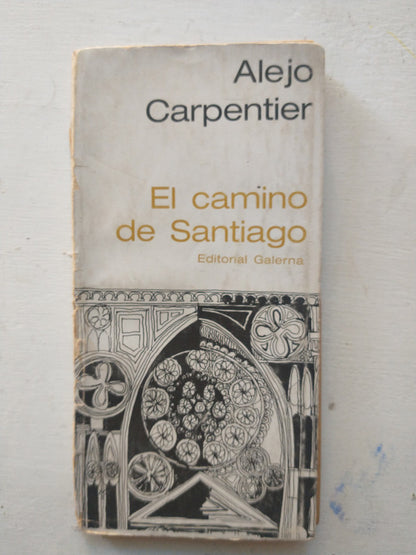 Alejo
Carpentier
El camino
de Santiago
Editorial Galerna